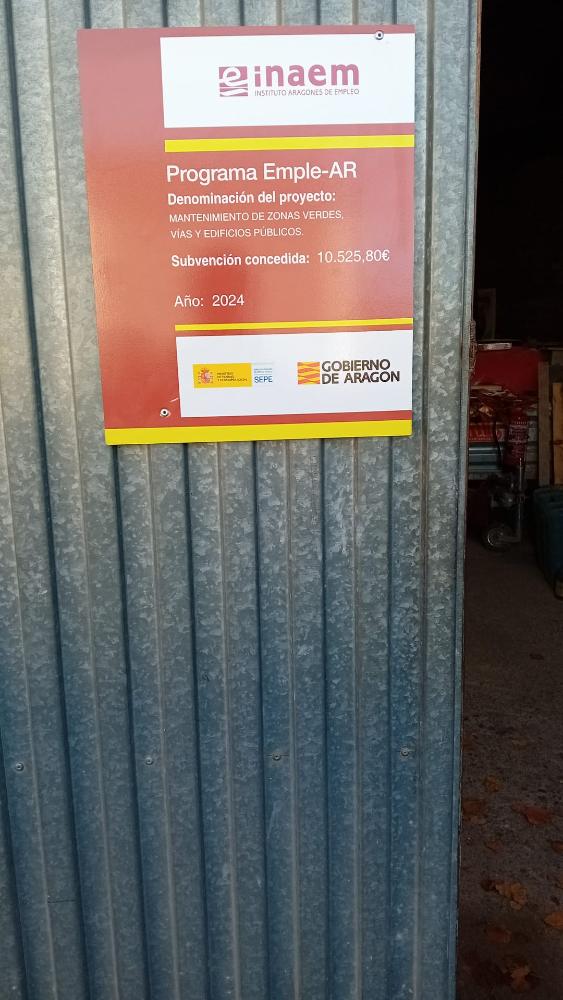 inaem
INSTITUTO ARAGONES DE EMPLEO
Programa Emple-AR
Denominación del proyecto:
MANTENIMIENTO DE ZONAS VERDES,
VÍAS Y EDIFICIOS PÚBLICOS.
Subvención concedida: 10.525,80€
Año: 2024
SEPE
GOBIERNO
DE ARAGON